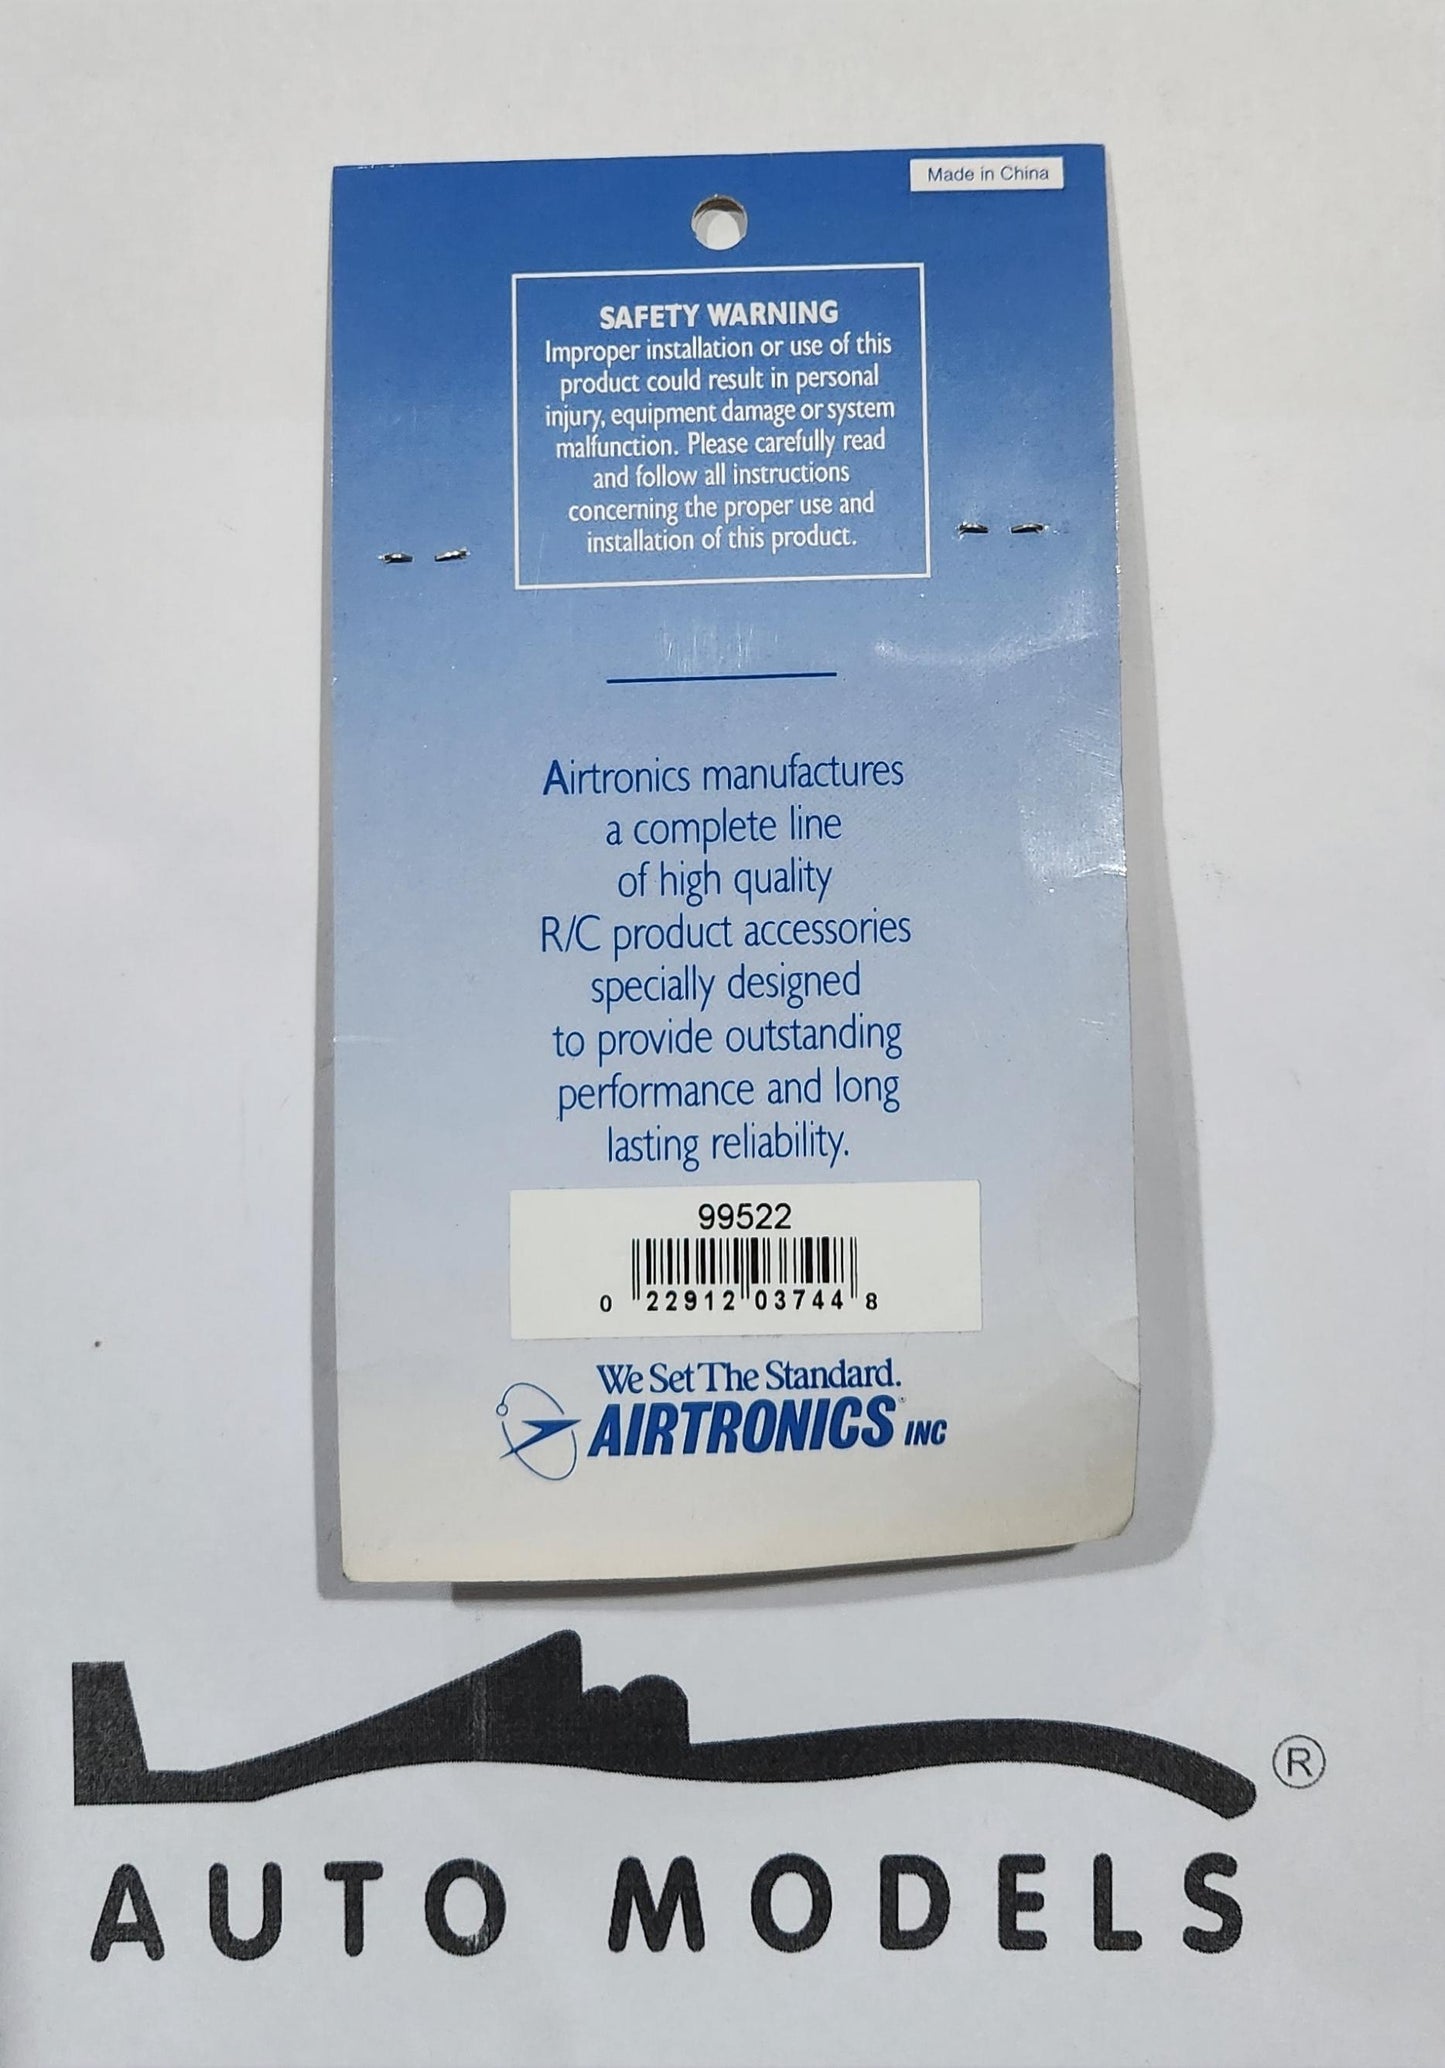 Made in China
SAFETY WARNING
Improper installation or use of this
product could result in personal
injury, equipment damage or system
malfunction. Please carefully read
and follow all instructions
concerning the proper use and
installation of this product.
Airtronics manufactures
a complete line
of high quality
R/C product accessories
specially designed
to provide outstanding
performance and long
lasting reliability.
99522
0 22912 03744 8
We Set The Standard.
AIRTRONICS® INC
®
AUTO MODELS